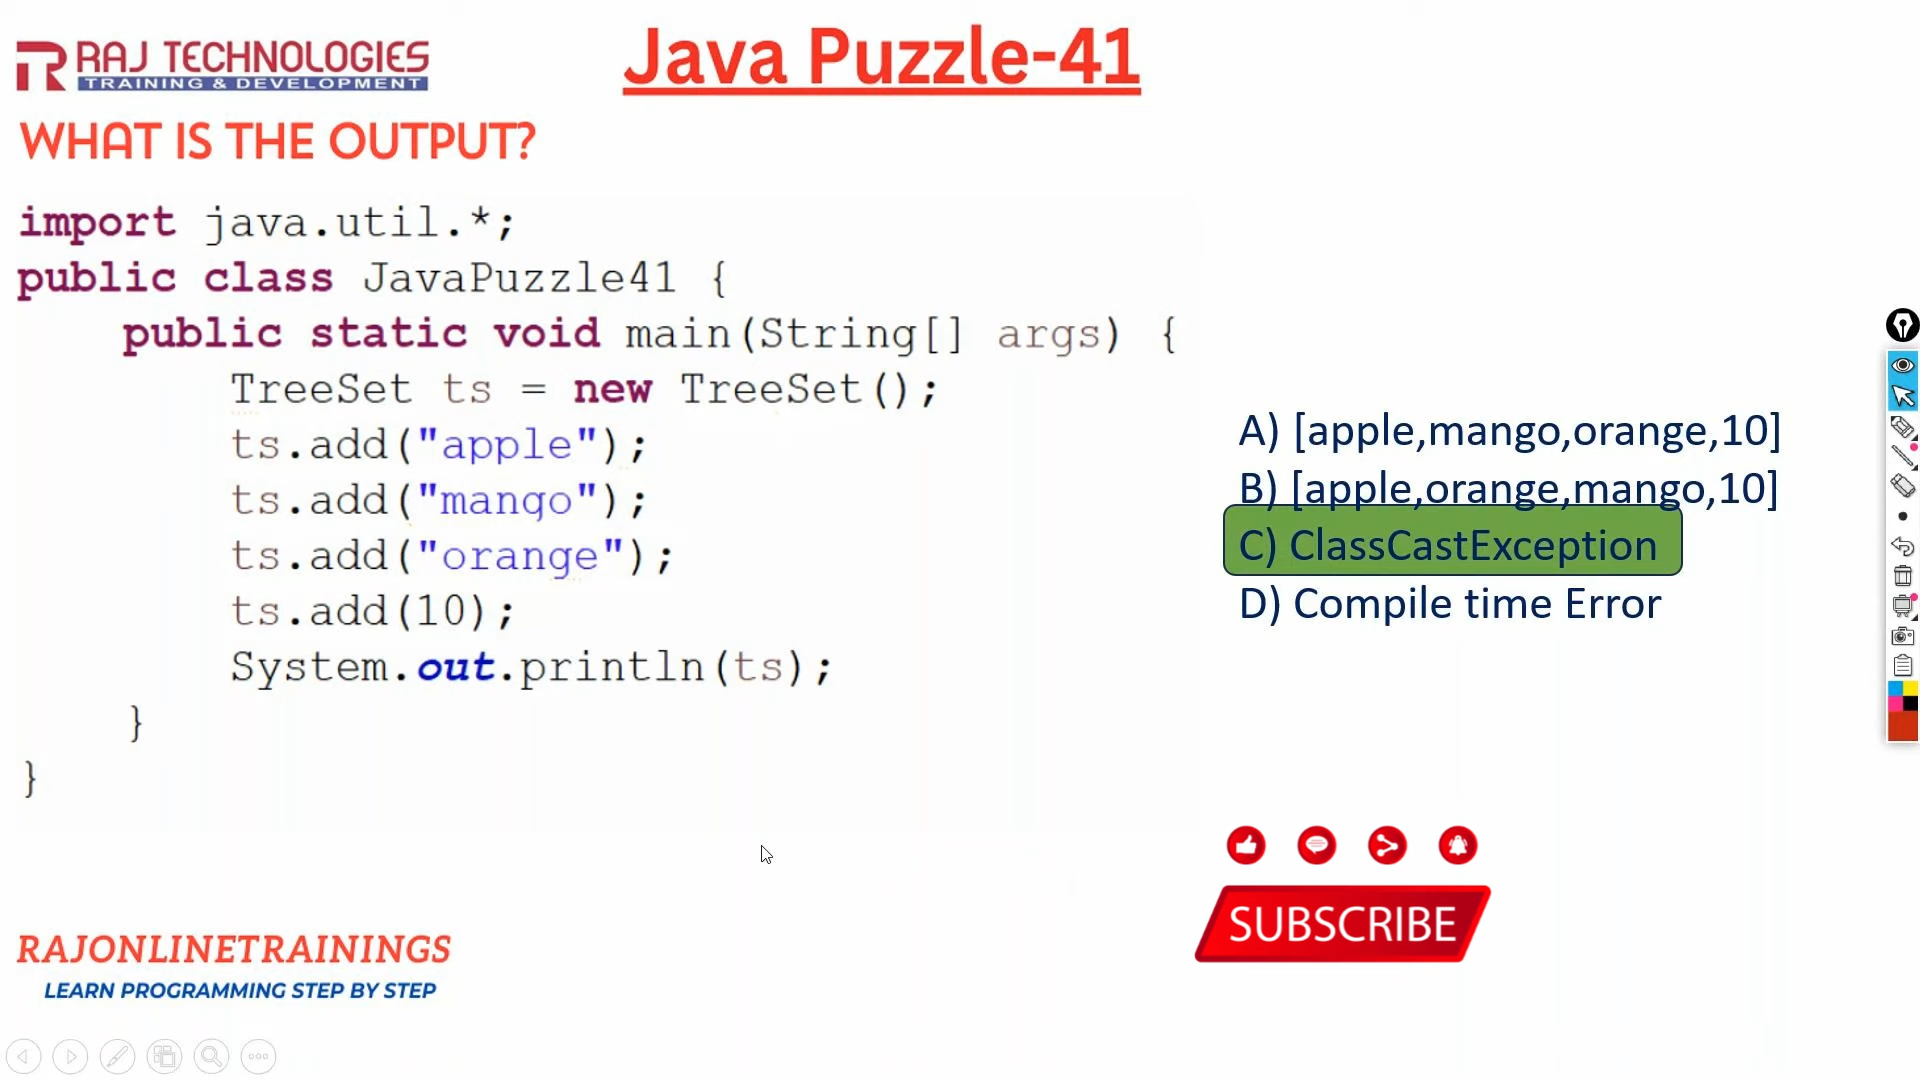 RAJ TECHNOLOGIES
TRAINING & DEVELOPMENT
Java Puzzle-41
WHAT IS THE OUTPUT?
import java.util.*;
public class JavaPuzzle41 {
public static void main(String[] args) {
TreeSet ts = new TreeSet();
ts.add("apple");
ts.add("mango");
ts.add("orange");
ts.add(10);
System.out.println(ts);
}
}
A) [apple,mango,orange,10]
B) [apple,orange,mango,10]
C) ClassCastException
D) Compile time Error
SUBSCRIBE
RAJONLINETRAININGS
LEARN PROGRAMMING STEP BY STEP